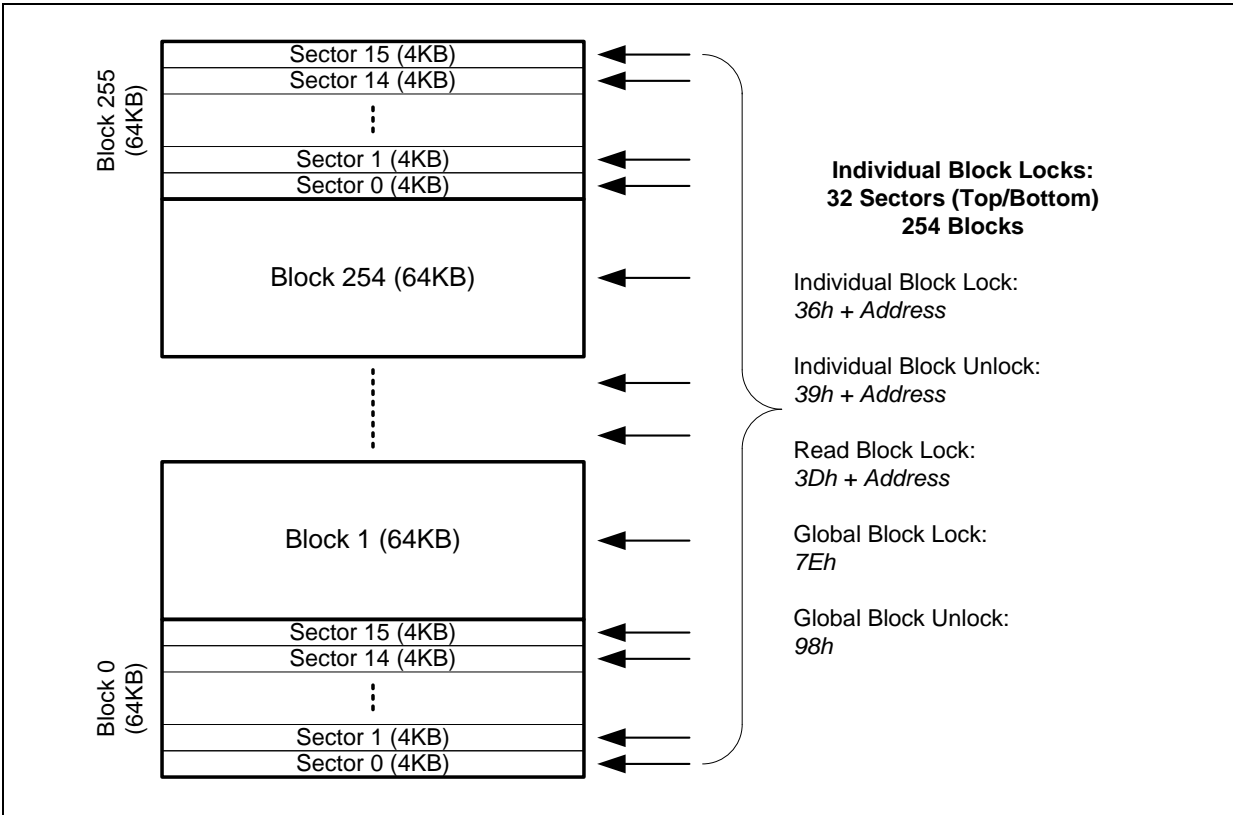 Block 255
(64KB)
Sector 15 (4KB)
Sector 14 (4KB)
Sector 1 (4KB)
Sector 0 (4KB)
Block 254 (64KB)
Block 1 (64KB)
Block 0
(64KB)
Sector 15 (4KB)
Sector 14 (4KB)
Sector 1 (4KB)
Sector 0 (4KB)
Individual Block Locks:
32 Sectors (Top/Bottom)
254 Blocks
Individual Block Lock:
36h + Address
Individual Block Unlock:
39h + Address
Read Block Lock:
3Dh + Address
Global Block Lock:
7Eh
Global Block Unlock:
98h